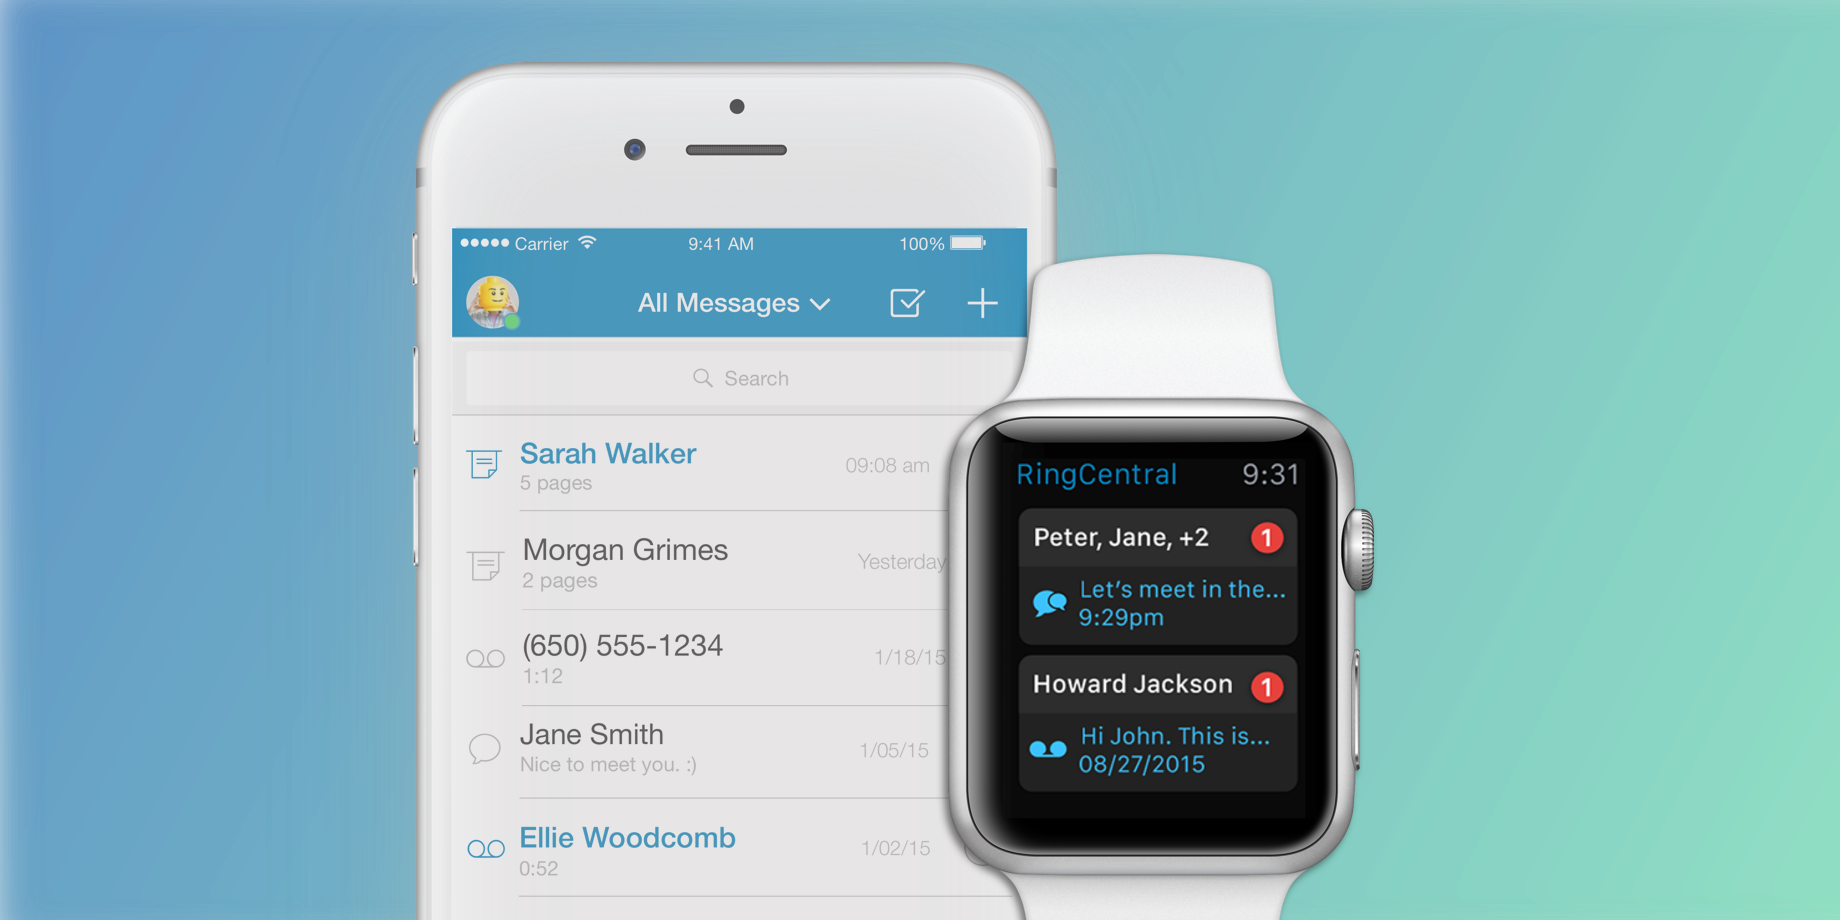 Carrier 9:41 AM 100%
All Messages
Search
Sarah Walker 09:08 am
5 pages
Morgan Grimes Yesterday
2 pages
(650) 555-1234 1/18/15
1:12
Jane Smith 1/05/15
Nice to meet you. :)
Ellie Woodcomb 1/02/15
0:52
RingCentral 9:31
Peter, Jane, +2 1
Let’s meet in the...
9:29pm
Howard Jackson 1
Hi John. This is...
08/27/2015